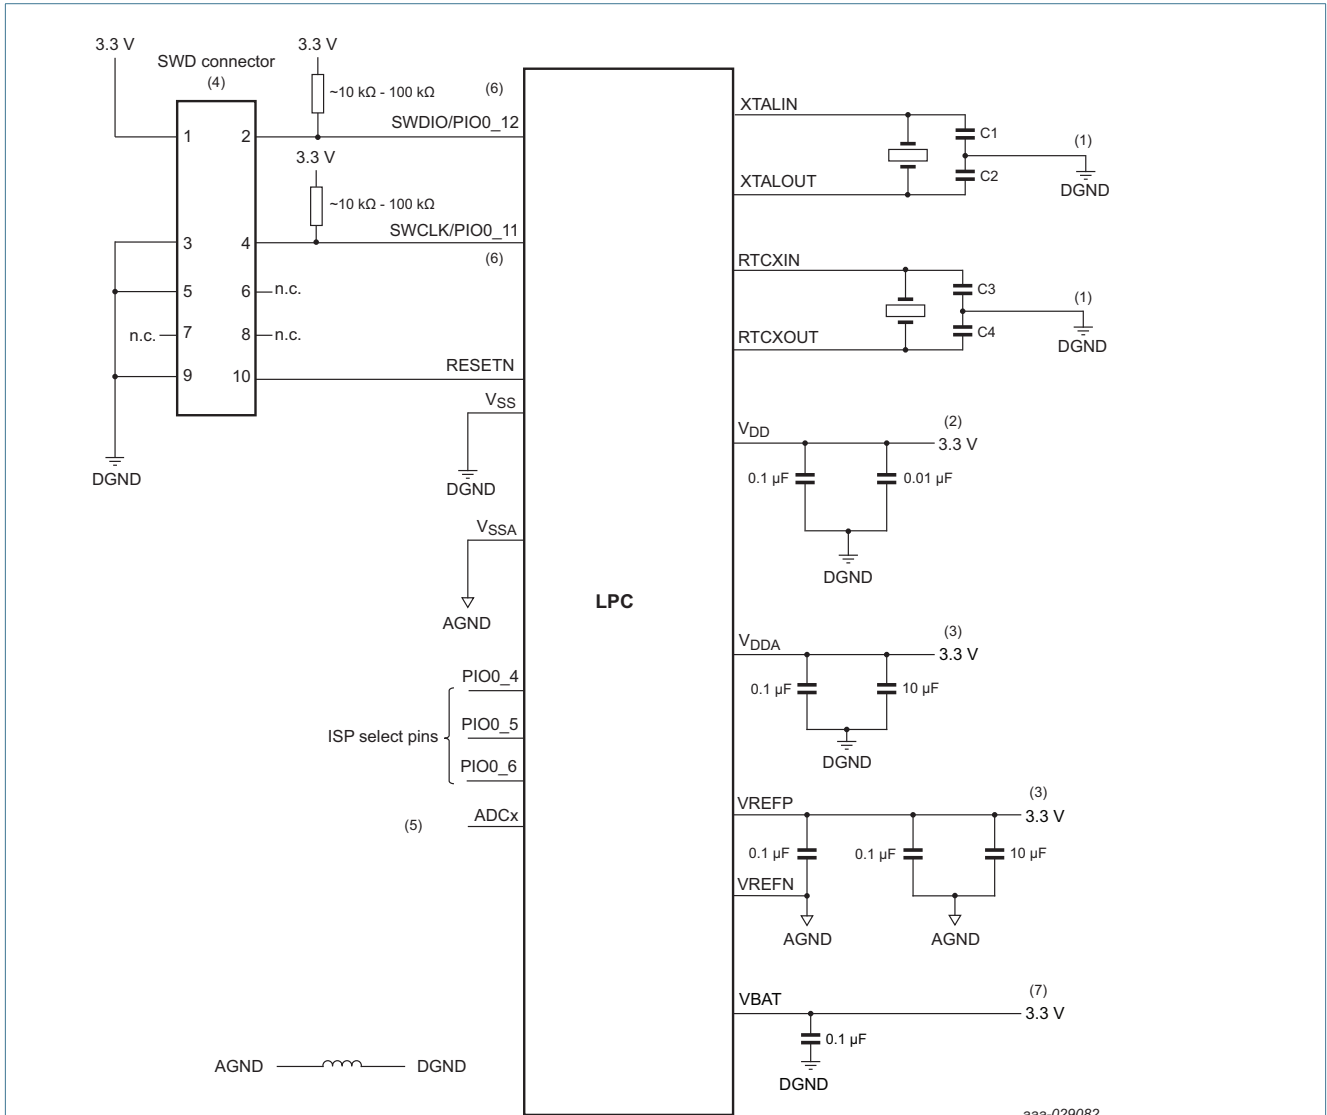 3.3 V
SWD connector
(4)
3.3 V
~10 kΩ - 100 kΩ
(6)
SWDIO/PIO0_12
1
2
3.3 V
~10 kΩ - 100 kΩ
SWCLK/PIO0_11
(6)
3
4
5
6
n.c.
n.c.
7
8
n.c.
9
10
RESETN
DGND
VSS
DGND
VSSA
AGND
PIO0_4
ISP select pins
PIO0_5
PIO0_6
(5)
ADCx
AGND
DGND
LPC
XTALIN
C1
(1)
C2
DGND
XTALOUT
RTCXIN
C3
(1)
C4
DGND
RTCXOUT
VDD
(2)
3.3 V
0.1 µF
0.01 µF
DGND
VDDA
(3)
3.3 V
0.1 µF
10 µF
DGND
VREFP
(3)
3.3 V
0.1 µF
0.1 µF
10 µF
VREFN
AGND
AGND
VBAT
(7)
3.3 V
0.1 µF
DGND
aaa-029082